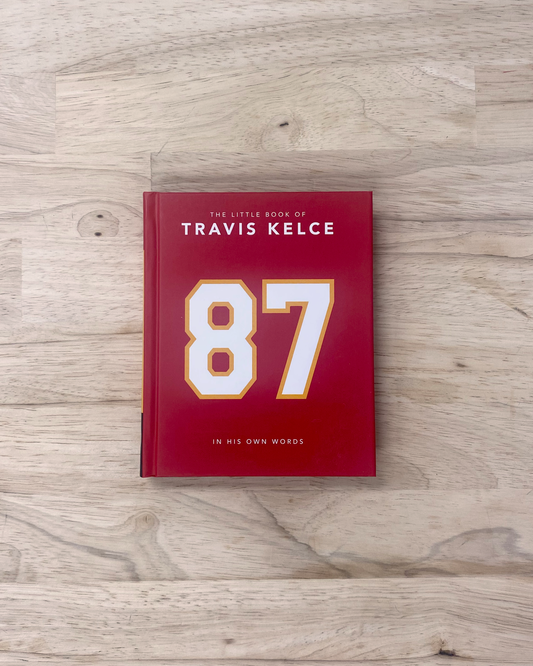 THE LITTLE BOOK OF
TRAVIS KELCE
87
IN HIS OWN WORDS